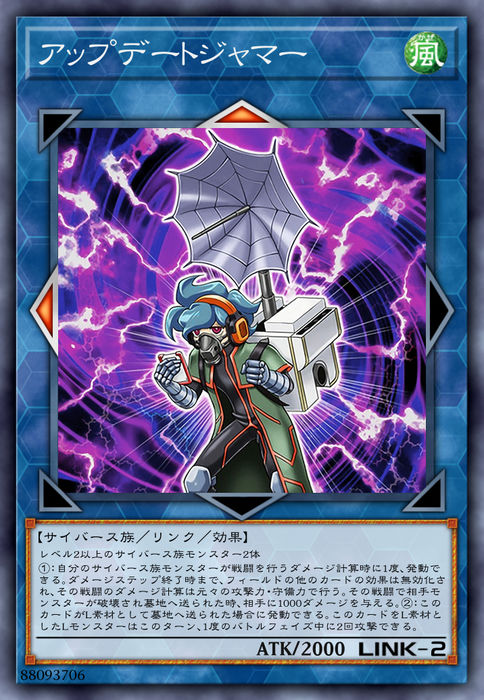 アップデートジャマー
かぜ
風
【サイバース族／リンク／効果】
レベル2以上のサイバース族モンスター2体
①：自分のサイバース族モンスターが戦闘を行うダメージ計算時に1度、発動で
きる。ダメージステップ終了時まで、フィールドの他のカードの効果は無効化さ
れ、その戦闘のダメージ計算は元々の攻撃力・守備力で行う。その戦闘で相手モ
ンスターが破壊され墓地へ送られた時、相手に1000ダメージを与える。②：この
カードがL素材として墓地へ送られた場合に発動できる。このカードをL素材と
したLモンスターはこのターン、1度のバトルフェイズ中に2回攻撃できる。
ATK/2000 LINK-2
88093706